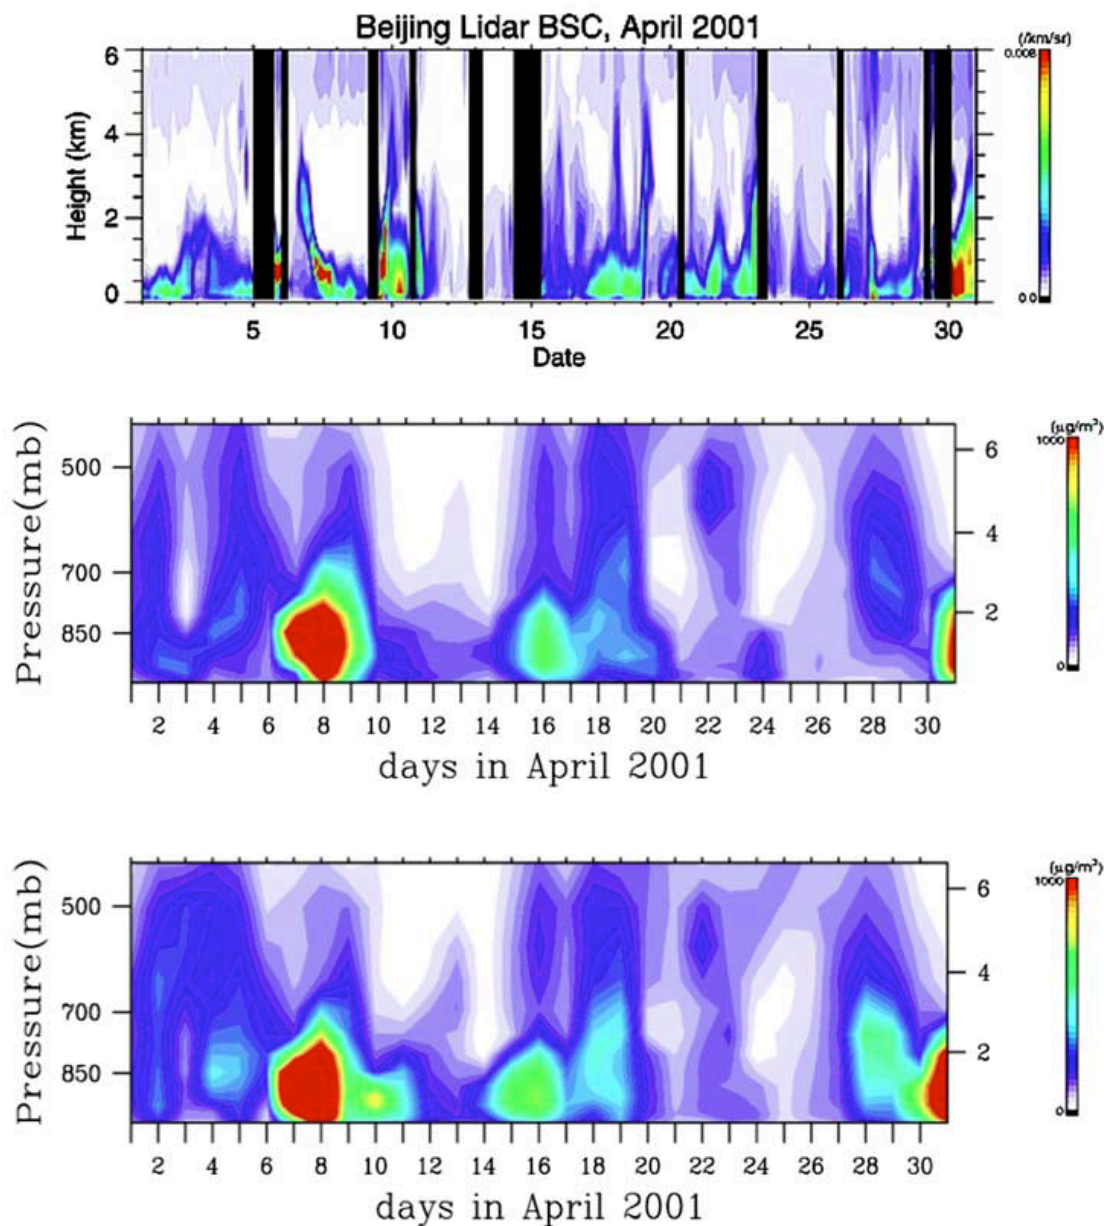 Beijing Lidar BSC, April 2001
(/km/sr)
0.008
6
4
2
0
Height (km)
0.0
5 10 15 20 25 30
Date
(μg/m³)
1000
500
700
850
Pressure(mb)
6
4
2
0
2 4 6 8 10 12 14 16 18 20 22 24 26 28 30
days in April 2001
(μg/m³)
1000
500
700
850
Pressure(mb)
6
4
2
0
2 4 6 8 10 12 14 16 18 20 22 24 26 28 30
days in April 2001